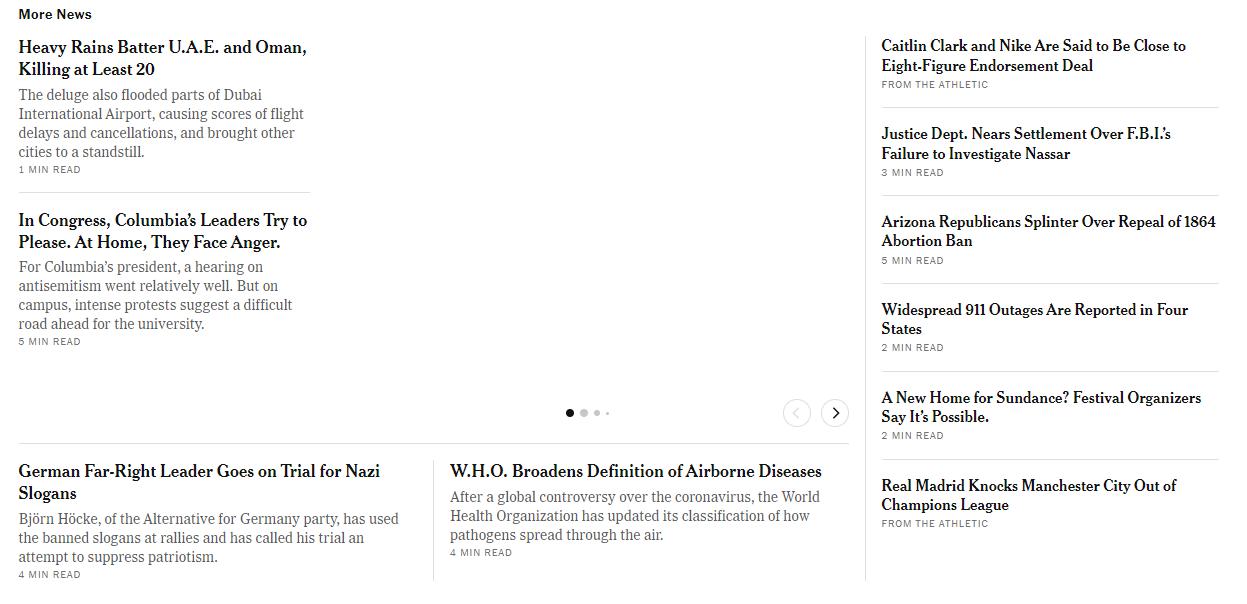 More News
Heavy Rains Batter U.A.E. and Oman,
Killing at Least 20
The deluge also flooded parts of Dubai
International Airport, causing scores of flight
delays and cancellations, and brought other
cities to a standstill.
1 MIN READ
In Congress, Columbia’s Leaders Try to
Please. At Home, They Face Anger.
For Columbia’s president, a hearing on
antisemitism went relatively well. But on
campus, intense protests suggest a difficult
road ahead for the university.
5 MIN READ
German Far-Right Leader Goes on Trial for Nazi
Slogans
Björn Höcke, of the Alternative for Germany party, has used
the banned slogans at rallies and has called his trial an
attempt to suppress patriotism.
4 MIN READ
W.H.O. Broadens Definition of Airborne Diseases
After a global controversy over the coronavirus, the World
Health Organization has updated its classification of how
pathogens spread through the air.
4 MIN READ
Caitlin Clark and Nike Are Said to Be Close to
Eight-Figure Endorsement Deal
FROM THE ATHLETIC
Justice Dept. Nears Settlement Over F.B.I.’s
Failure to Investigate Nassar
3 MIN READ
Arizona Republicans Splinter Over Repeal of 1864
Abortion Ban
5 MIN READ
Widespread 911 Outages Are Reported in Four
States
2 MIN READ
A New Home for Sundance? Festival Organizers
Say It’s Possible.
2 MIN READ
Real Madrid Knocks Manchester City Out of
Champions League
FROM THE ATHLETIC